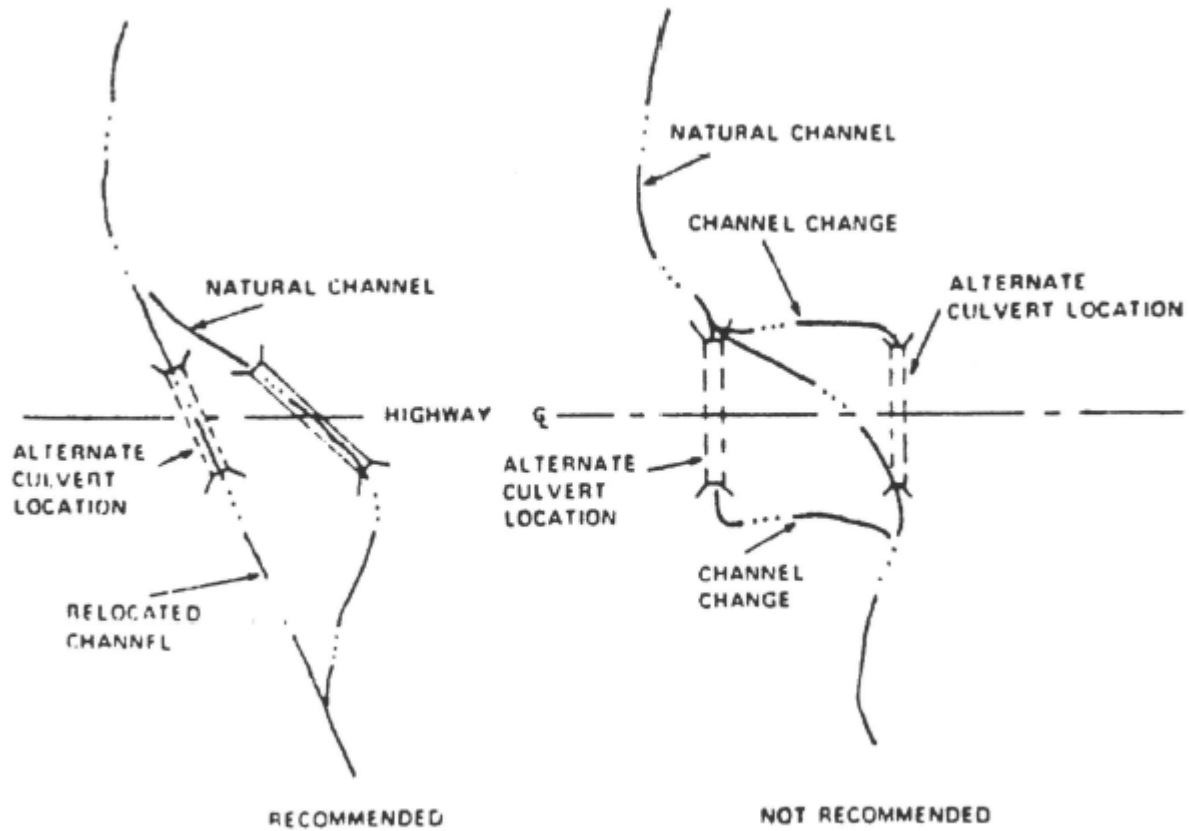 NATURAL CHANNEL
CHANNEL CHANGE
NATURAL CHANNEL
ALTERNATE
CULVERT LOCATION
HIGHWAY ℄
ALTERNATE
CULVERT
LOCATION
ALTERNATE
CULVERT
LOCATION
CHANNEL
CHANGE
RELOCATED
CHANNEL
RECOMMENDED
NOT RECOMMENDED